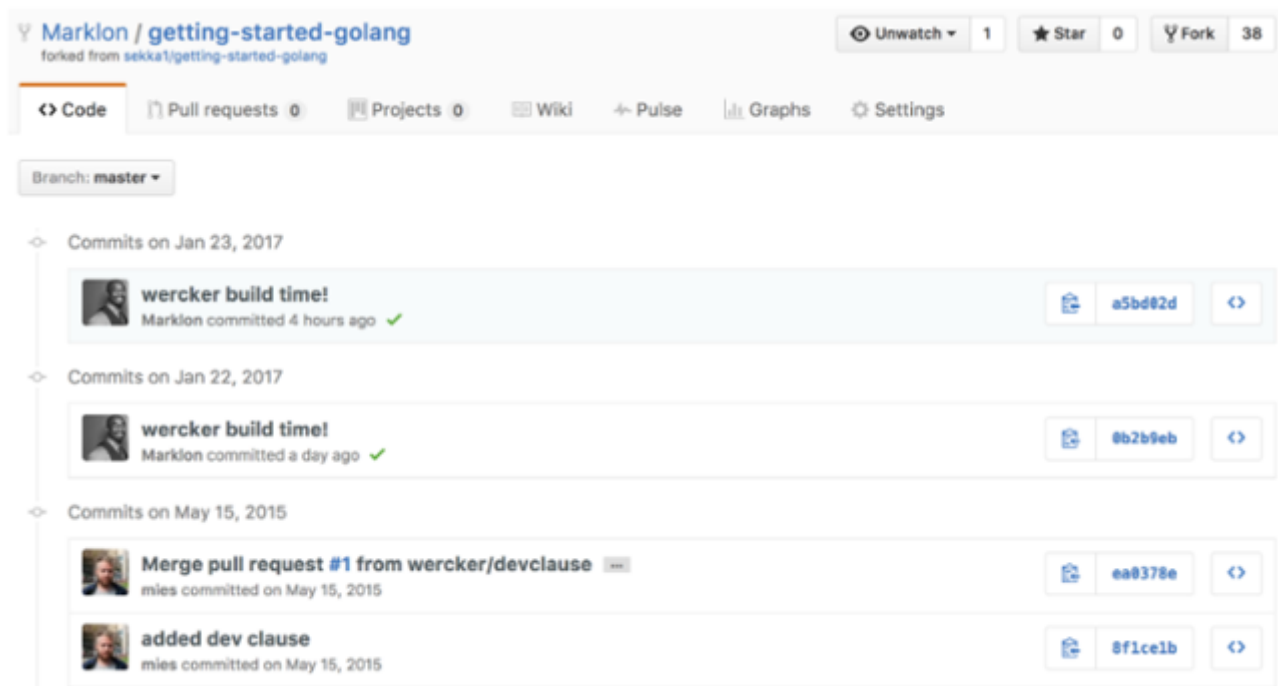 Marklon / getting-started-golang
Unwatch 1 Star 0 Fork 38
forked from sekka1/getting-started-golang
<> Code Pull requests 0 Projects 0 Wiki Pulse Graphs Settings
Branch: master
Commits on Jan 23, 2017
wercker build time!
Marklon committed 4 hours ago
a5bd02d <>
Commits on Jan 22, 2017
wercker build time!
Marklon committed a day ago
0b2b9eb <>
Commits on May 15, 2015
Merge pull request #1 from wercker/devclause ...
mies committed on May 15, 2015
ea0378e <>
added dev clause
mies committed on May 15, 2015
8f1ce1b <>